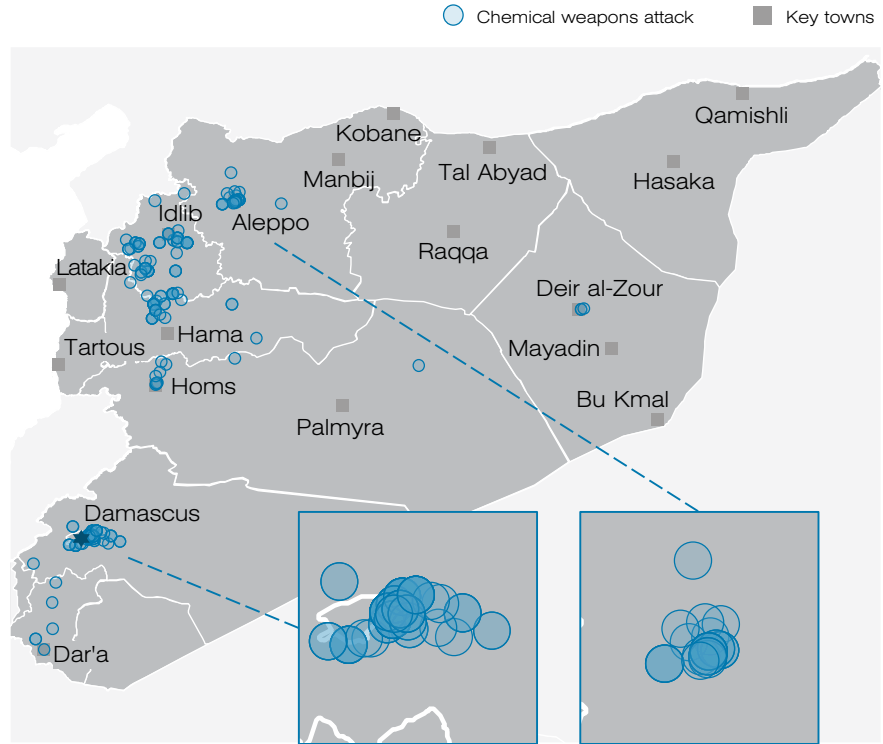 Chemical weapons attack
Key towns
Qamishli
Kobane
Tal Abyad
Manbij
Hasaka
Idlib
Aleppo
Raqqa
Latakia
Deir al-Zour
Hama
Tartous
Mayadin
Homs
Bu Kmal
Palmyra
Damascus
Dar'a